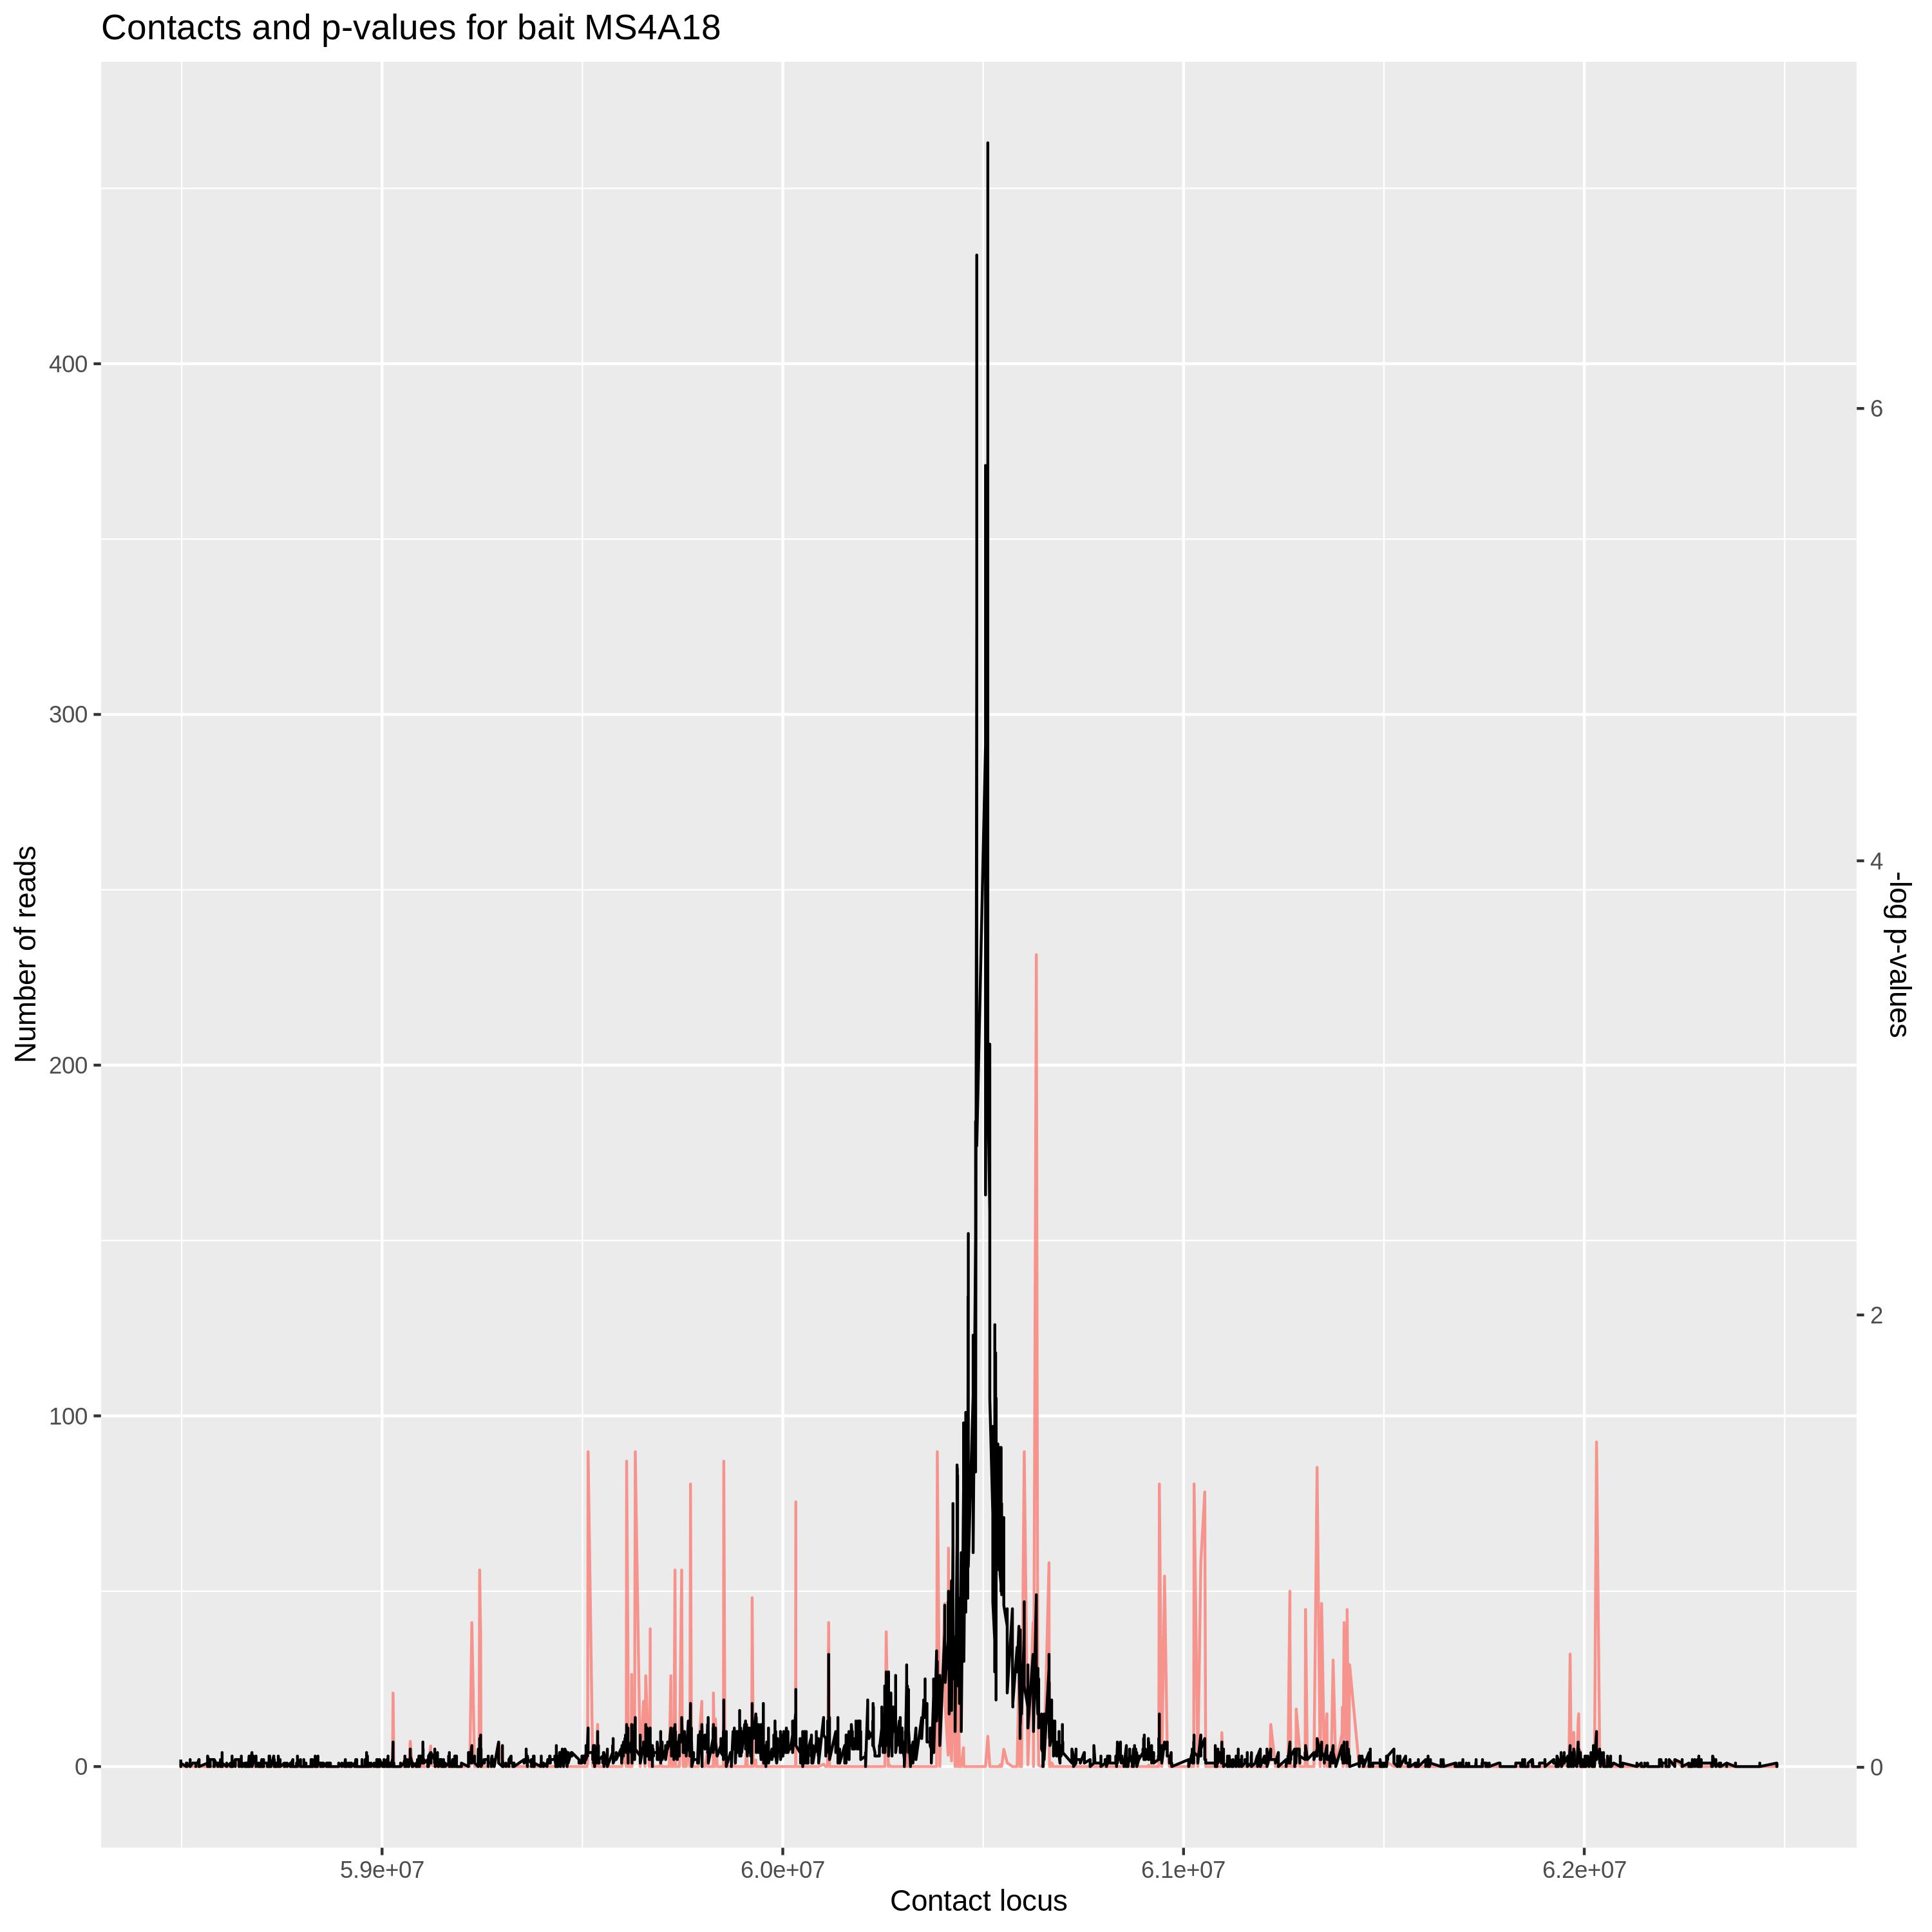 Contacts and p-values for bait MS4A18
Number of reads
400
300
200
100
0
6
4
2
0
-log p-values
5.9e+07 6.0e+07 6.1e+07 6.2e+07
Contact locus